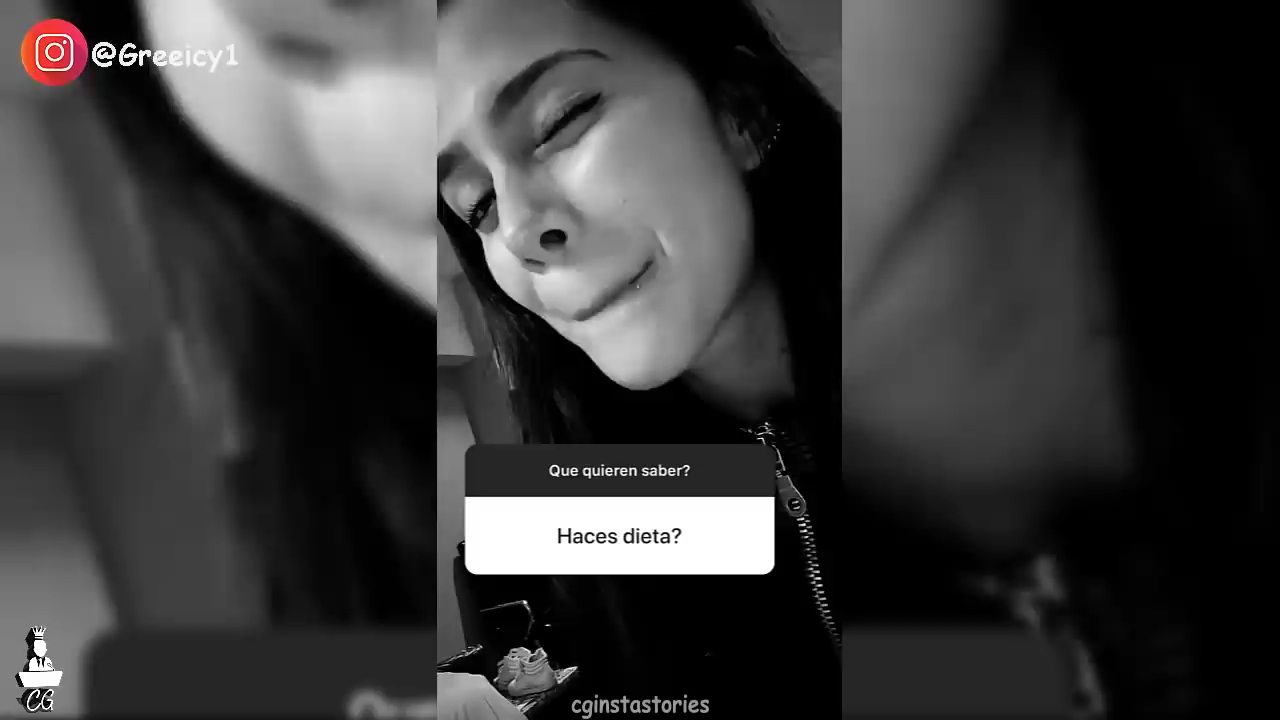 @Greeicy1
Que quieren saber?
Haces dieta?
CG
cginstastories